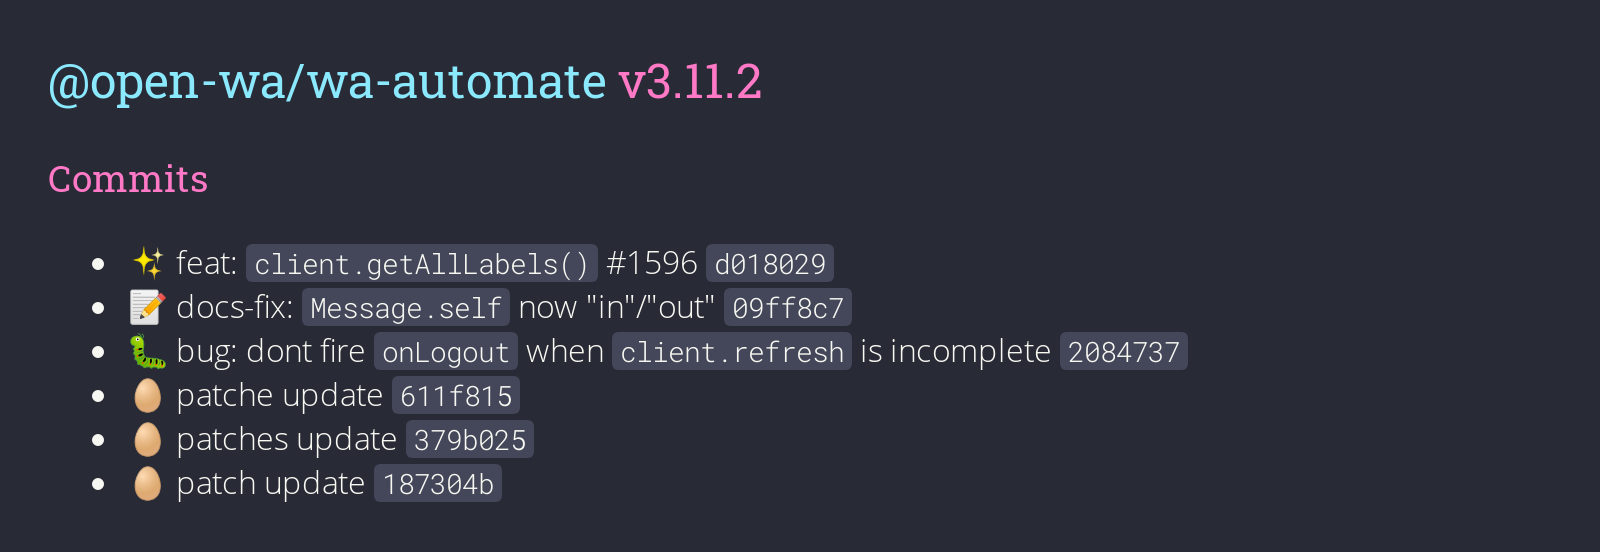 @open-wa/wa-automate v3.11.2
Commits
✨ feat: client.getAllLabels() #1596 d018029
📝 docs-fix: Message.self now "in"/"out" 09ff8c7
🐛 bug: dont fire onLogout when client.refresh is incomplete 2084737
🥚 patche update 611f815
🥚 patches update 379b025
🥚 patch update 187304b